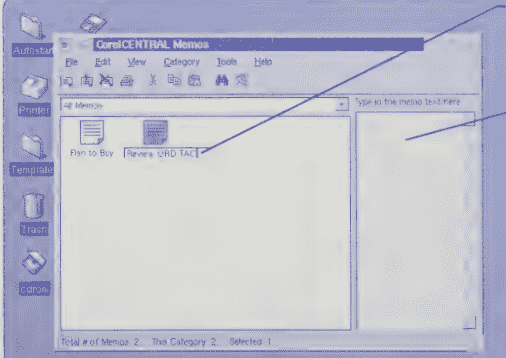 CorelCENTRAL Memos
File Edit View Category Tools Help
All Memos
Type in the memo text here
Plan to Buy
Review URD TAC
Autostart
Printer
Template
Trash
cdrom
Total # of Memos 2 This Category 2 Selected 1